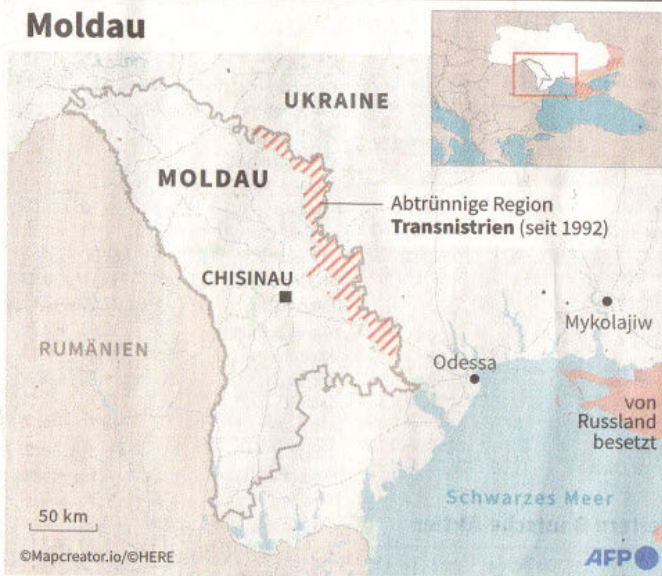 Moldau
UKRAINE
MOLDAU
Abtrünnige Region
Transnistrien (seit 1992)
CHISINAU
Mykolajiw
RUMÄNIEN
Odessa
von
Russland
besetzt
Schwarzes Meer
50 km
©Mapcreator.io/©HERE
AFP